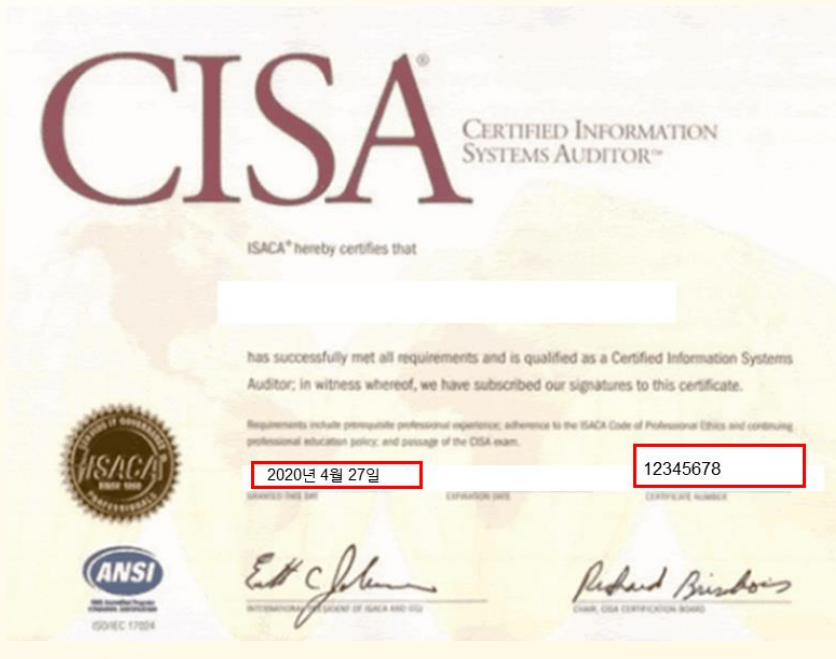 CISA®
CERTIFIED INFORMATION
SYSTEMS AUDITOR℠
ISACA® hereby certifies that
has successfully met all requirements and is qualified as a Certified Information Systems
Auditor; in witness whereof, we have subscribed our signatures to this certificate.
Requirements include prerequisite professional experience; adherence to the ISACA Code of Professional Ethics and continuing
professional education policy; and passage of the CISA exam.
2020년 4월 27일
12345678
GRANTED THIS DAY
EXPIRATION DATE
CERTIFICATE NUMBER
ISACA
SINCE 1969
PROFESSIONALS
ANSI
ISO/IEC 17024
INTERNATIONAL PRESIDENT OF ISACA AND ITGI
CHAIR, CISA CERTIFICATION BOARD